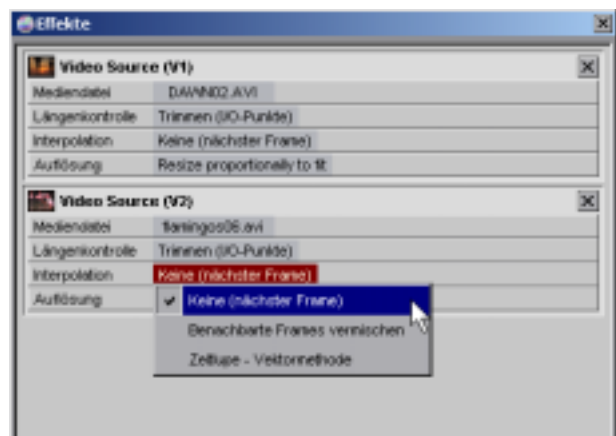 Effekte
Video Source (V1)
Mediendatei DAWN02.AVI
Längenkontrolle Trimmen (I/O-Punkte)
Interpolation Keine (nächster Frame)
Auflösung Resize proportionally to fit
Video Source (V2)
Mediendatei flamingos06.avi
Längenkontrolle Trimmen (I/O-Punkte)
Interpolation Keine (nächster Frame)
Auflösung
Keine (nächster Frame)
Benachbarte Frames vermischen
Zeitlupe - Vektormethode